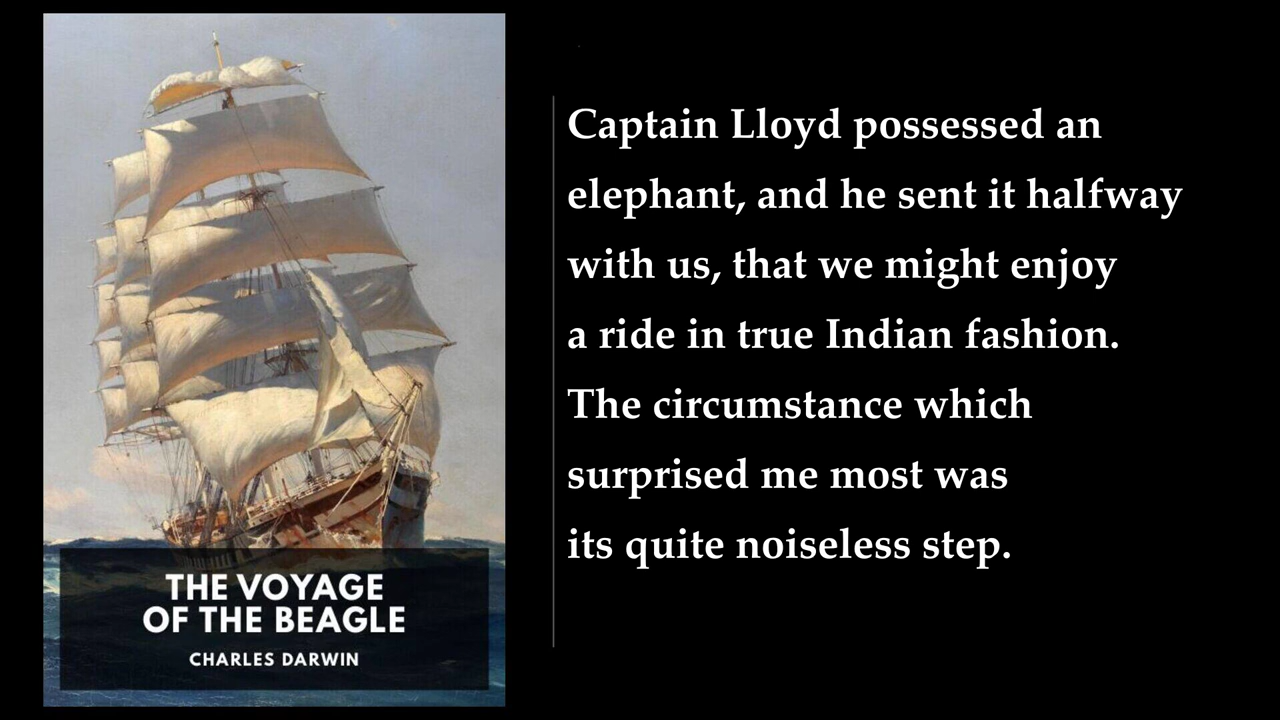 THE VOYAGE
OF THE BEAGLE
CHARLES DARWIN
Captain Lloyd possessed an
elephant, and he sent it halfway
with us, that we might enjoy
a ride in true Indian fashion.
The circumstance which
surprised me most was
its quite noiseless step.